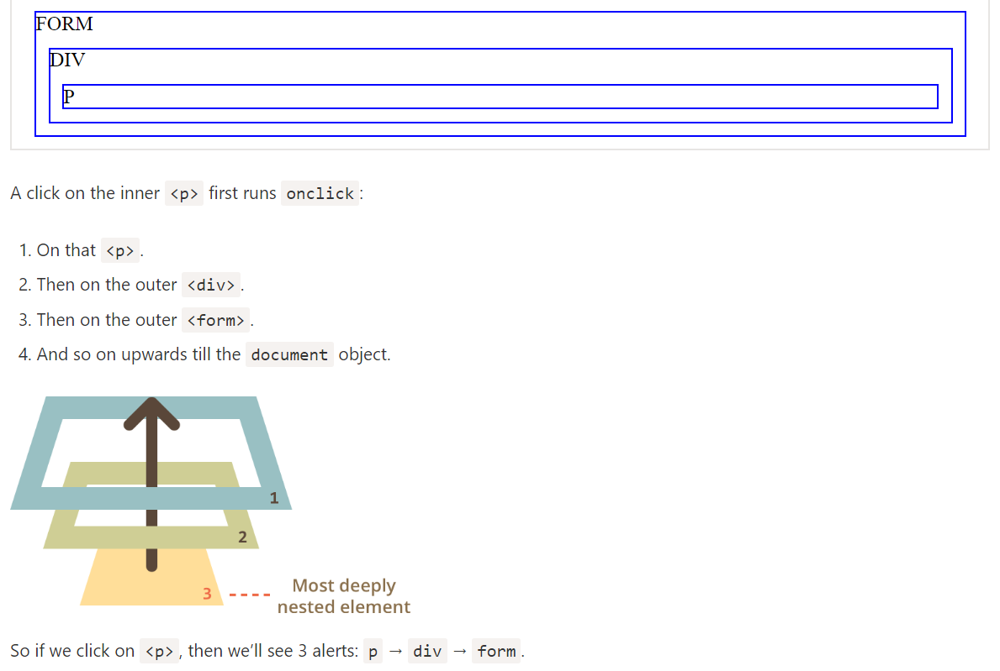 FORM
DIV
P
A click on the inner <p> first runs onclick:
1. On that <p>.
2. Then on the outer <div>.
3. Then on the outer <form>.
4. And so on upwards till the document object.
1
2
3
Most deeply
nested element
So if we click on <p>, then we’ll see 3 alerts: p → div → form.